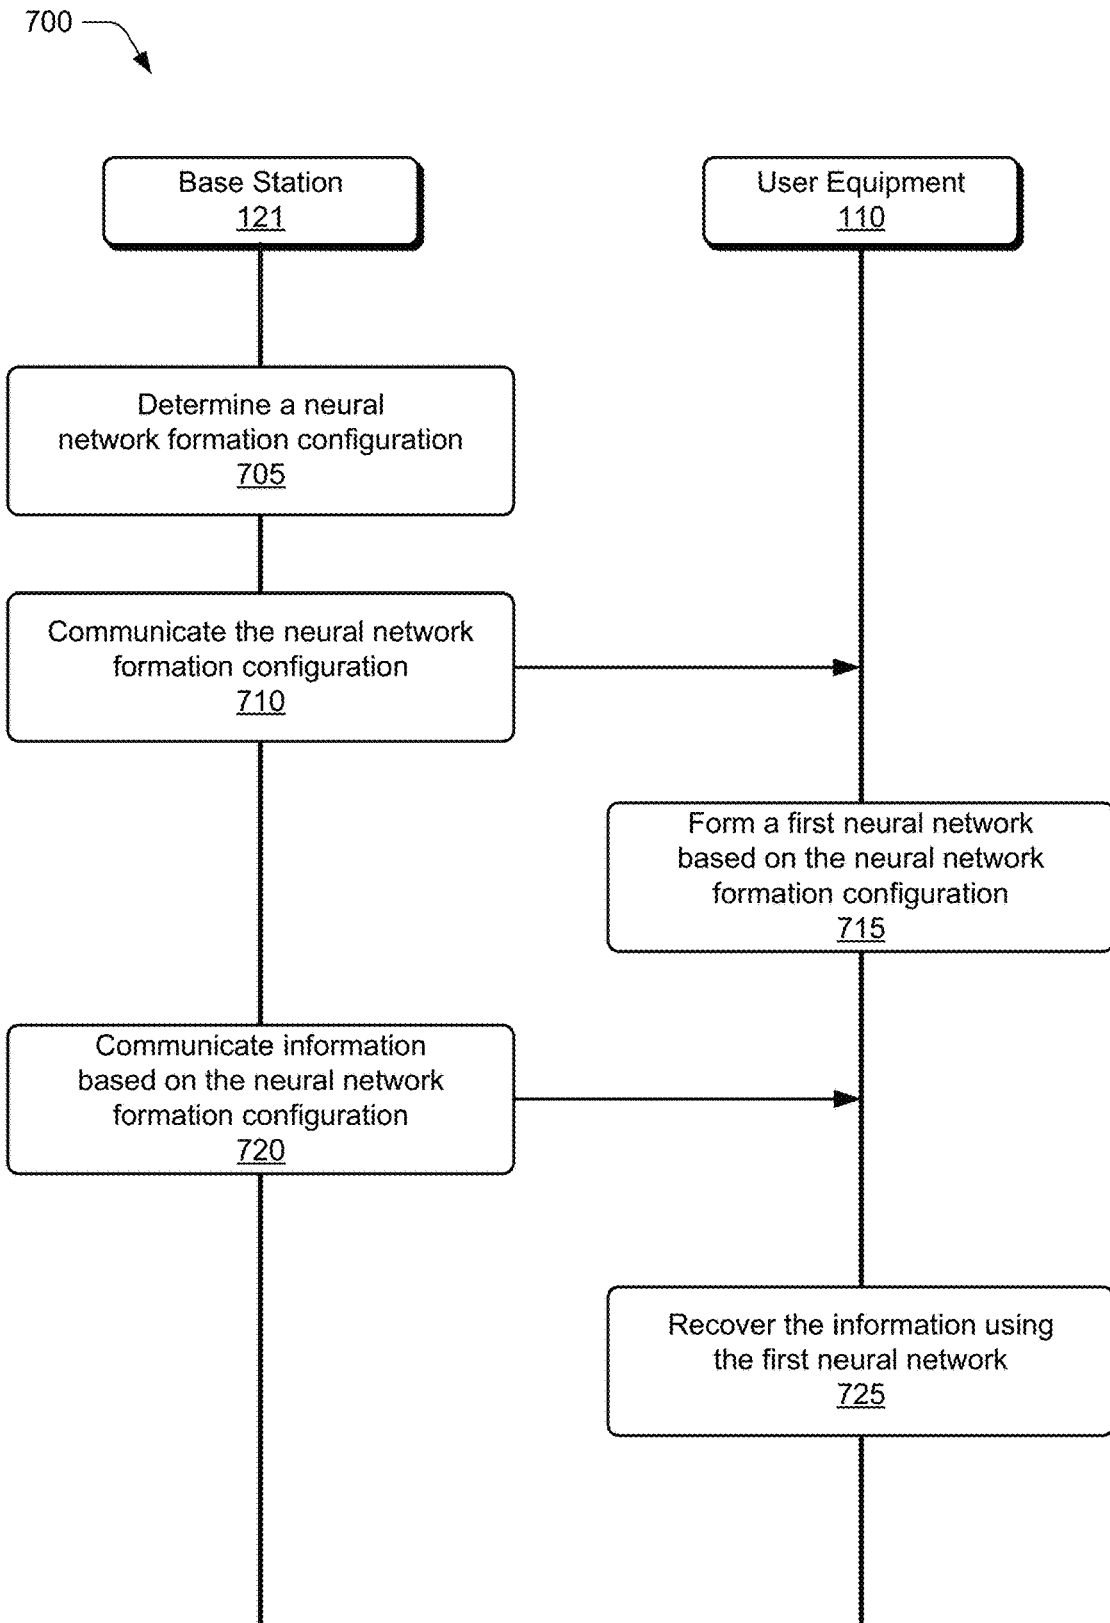 700
Base Station
121
User Equipment
110
Determine a neural
network formation configuration
705
Communicate the neural network
formation configuration
710
Form a first neural network
based on the neural network
formation configuration
715
Communicate information
based on the neural network
formation configuration
720
Recover the information using
the first neural network
725